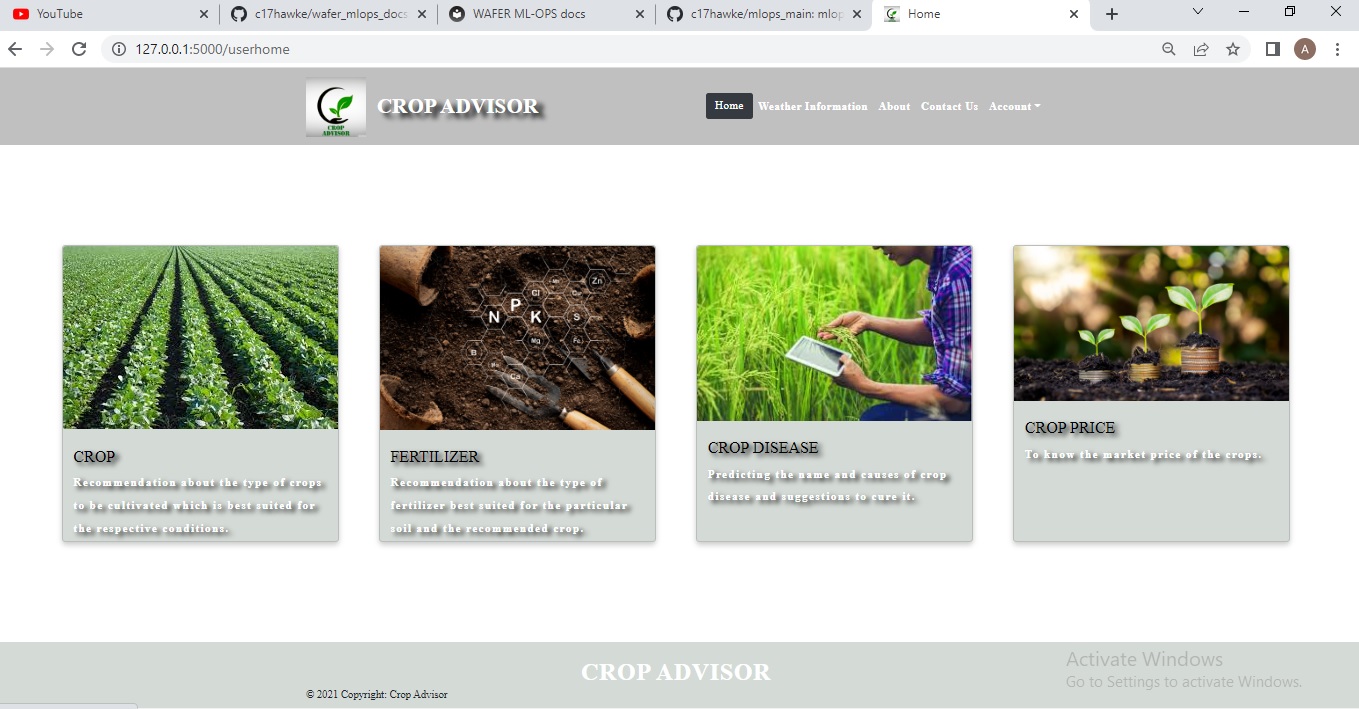 YouTube
c17hawke/wafer_mlops_docs
WAFER ML-OPS docs
c17hawke/mlops_main: mlop
Home
127.0.0.1:5000/userhome
A
CROP
ADVISOR
CROP ADVISOR
Home
Weather Information
About
Contact Us
Account
N
P
K
Cl
Zn
S
Mg
Fe
B
Ca
CROP
Recommendation about the type of crops
to be cultivated which is best suited for
the respective conditions.
FERTILIZER
Recommendation about the type of
fertilizer best suited for the particular
soil and the recommended crop.
CROP DISEASE
Predicting the name and causes of crop
disease and suggestions to cure it.
CROP PRICE
To know the market price of the crops.
CROP ADVISOR
© 2021 Copyright: Crop Advisor
Activate Windows
Go to Settings to activate Windows.